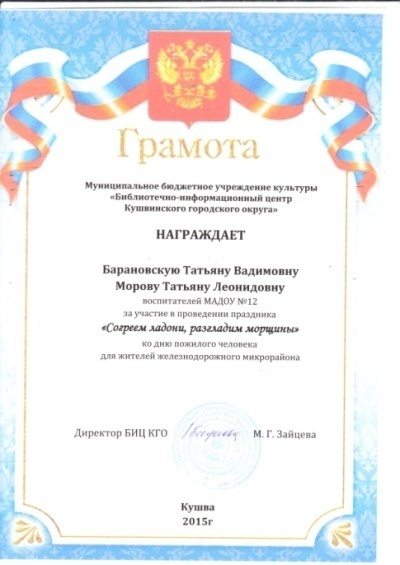 Грамота
Муниципальное бюджетное учреждение культуры
«Библиотечно-информационный центр
Кушвинского городского округа»
НАГРАЖДАЕТ
Барановскую Татьяну Вадимовну
Морову Татьяну Леонидовну
воспитателей МАДОУ №12
за участие в проведении праздника
«Согреем ладони, разгладим морщины»
ко дню пожилого человека
для жителей железнодорожного микрорайона
Директор БИЦ КГО М. Г. Зайцева
Кушва
2015г